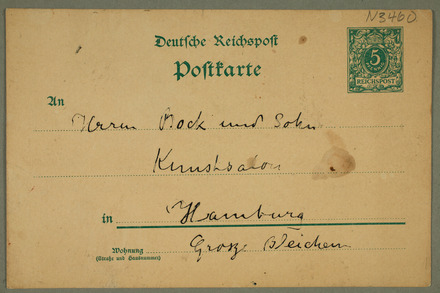 N3460
Deutsche Reichspost
5
REICHSPOST
Postkarte
An
Herrn Bock und Sohn
Kunstsalon
in Hamburg
Wohnung
(Straße und Hausnummer)
Große Bleichen